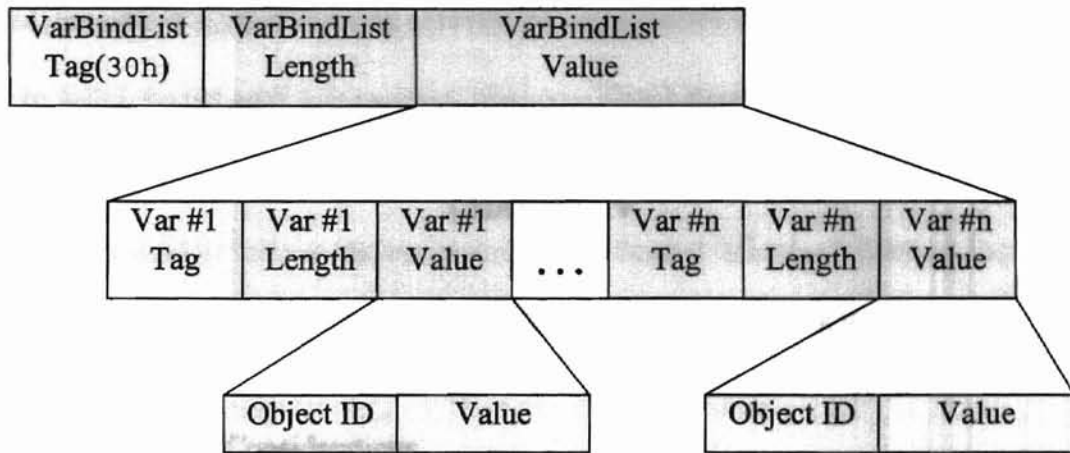 VarBindList VarBindList VarBindList
Tag(30h) Length Value
Var #1 Var #1 Var #1 Var #n Var #n Var #n
Tag Length Value ... Tag Length Value
Object ID Value Object ID Value